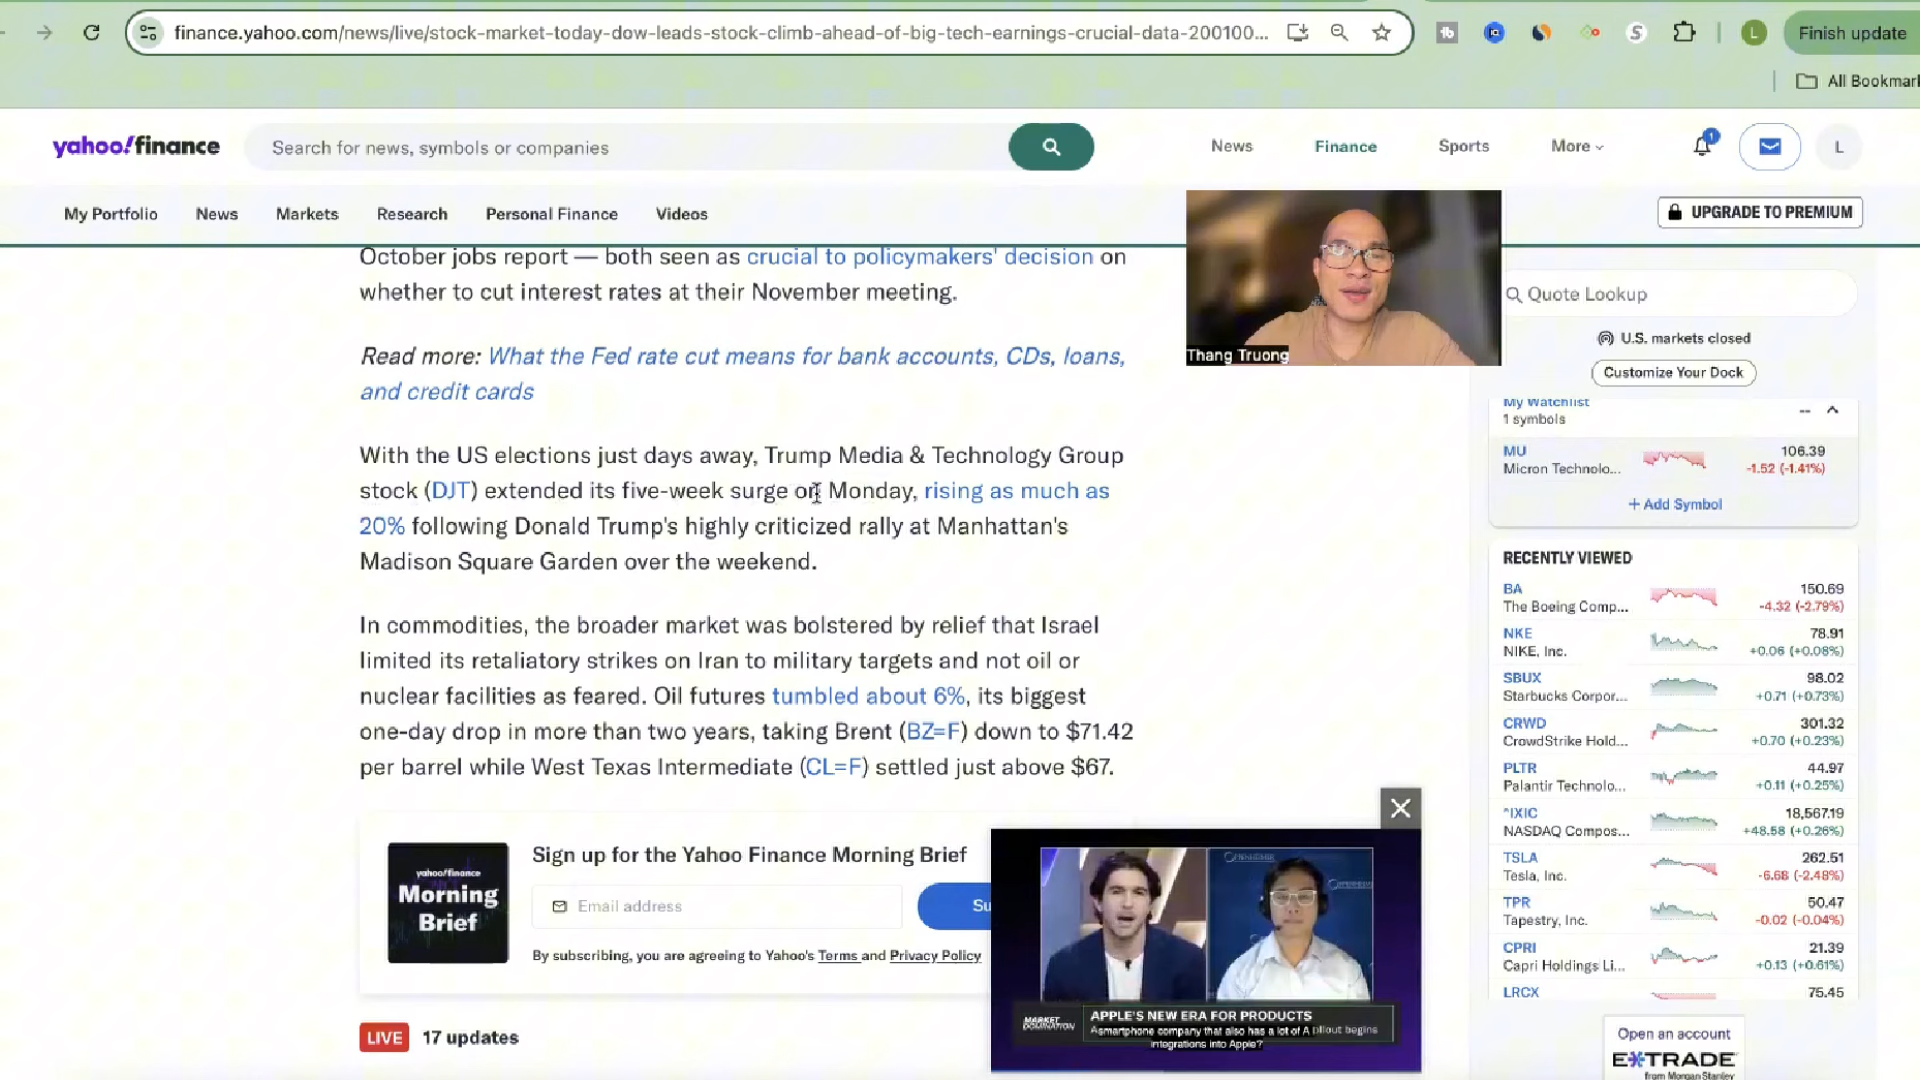 finance.yahoo.com/news/live/stock-market-today-dow-leads-stock-climb-ahead-of-big-tech-earnings-crucial-data-200100...
Finish update
All Bookmark
yahoo!finance
Search for news, symbols or companies
News
Finance
Sports
More
1
L
My Portfolio
News
Markets
Research
Personal Finance
Videos
UPGRADE TO PREMIUM
October jobs report — both seen as crucial to policymakers' decision on
whether to cut interest rates at their November meeting.
Read more: What the Fed rate cut means for bank accounts, CDs, loans,
and credit cards
With the US elections just days away, Trump Media & Technology Group
stock (DJT) extended its five-week surge on Monday, rising as much as
20% following Donald Trump's highly criticized rally at Manhattan's
Madison Square Garden over the weekend.
In commodities, the broader market was bolstered by relief that Israel
limited its retaliatory strikes on Iran to military targets and not oil or
nuclear facilities as feared. Oil futures tumbled about 6%, its biggest
one-day drop in more than two years, taking Brent (BZ=F) down to $71.42
per barrel while West Texas Intermediate (CL=F) settled just above $67.
yahoo!finance
Morning
Brief
Sign up for the Yahoo Finance Morning Brief
Email address
Su
By subscribing, you are agreeing to Yahoo's Terms and Privacy Policy
LIVE 17 updates
Thang Truong
MARKET
DOMINATION
APPLE'S NEW ERA FOR PRODUCTS
A smartphone company that also has a lot of A
rollout begins
integrations into Apple?
Quote Lookup
U.S. markets closed
Customize Your Dock
My Watchlist
1 symbols
--
MU 106.39
Micron Technolo... -1.52 (-1.41%)
+ Add Symbol
RECENTLY VIEWED
BA 150.69
The Boeing Comp... -4.32 (-2.79%)
NKE 78.91
NIKE, Inc. +0.06 (+0.08%)
SBUX 98.02
Starbucks Corpor... +0.71 (+0.73%)
CRWD 301.32
CrowdStrike Hold... +0.70 (+0.23%)
PLTR 44.97
Palantir Technolo... +0.11 (+0.25%)
^IXIC 18,567.19
NASDAQ Compos... +48.58 (+0.26%)
TSLA 262.51
Tesla, Inc. -6.68 (-2.48%)
TPR 50.47
Tapestry, Inc. -0.02 (-0.04%)
CPRI 21.39
Capri Holdings Li... +0.13 (+0.61%)
LRCX 75.45
Open an account
E*TRADE
from Morgan Stanley